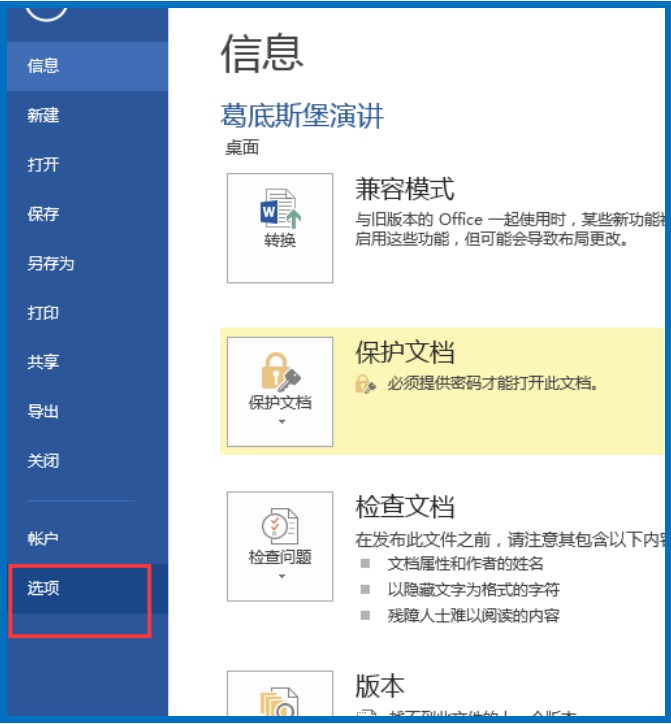 信息
新建
打开
保存
另存为
打印
共享
导出
关闭
帐户
选项
信息
葛底斯堡演讲
桌面
转换
兼容模式
与旧版本的 Office 一起使用时，某些新功能
启用这些功能，但可能会导致布局更改。
保护文档
保护文档
必须提供密码才能打开此文档。
检查问题
检查文档
在发布此文件之前，请注意其包含以下内
文档属性和作者的姓名
以隐藏文字为格式的字符
残障人士难以阅读的内容
版本